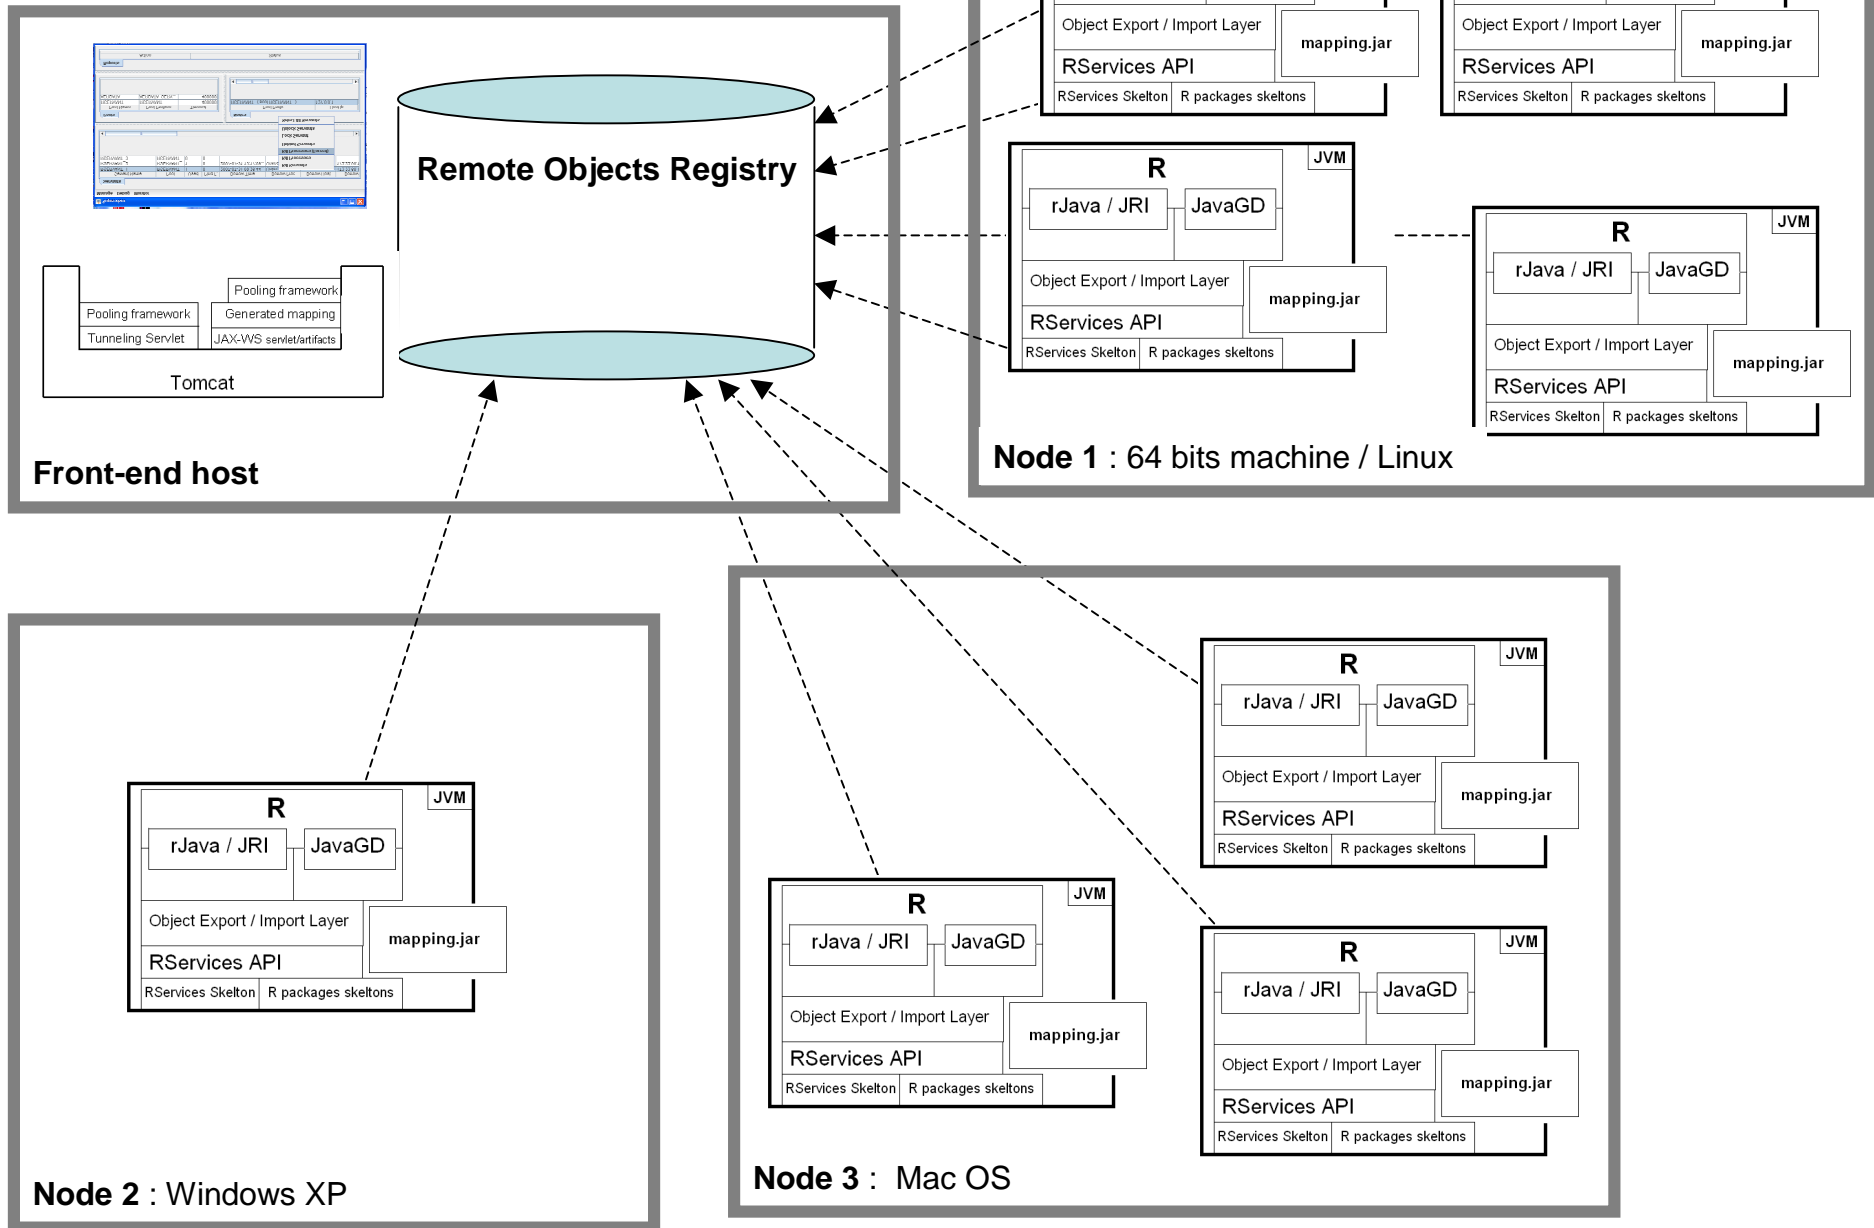 Remote Objects Registry
Pooling framework
Pooling framework
Generated mapping
Tunneling Servlet
JAX-WS servlet/artifacts
Tomcat
Front-end host
Object Export / Import Layer
mapping.jar
RServices API
RServices Skelton
R packages skeltons
Object Export / Import Layer
mapping.jar
RServices API
RServices Skelton
R packages skeltons
JVM
R
rJava / JRI
JavaGD
Object Export / Import Layer
mapping.jar
RServices API
RServices Skelton
R packages skeltons
JVM
R
rJava / JRI
JavaGD
Object Export / Import Layer
mapping.jar
RServices API
RServices Skelton
R packages skeltons
Node 1 : 64 bits machine / Linux
JVM
R
rJava / JRI
JavaGD
Object Export / Import Layer
mapping.jar
RServices API
RServices Skelton
R packages skeltons
Node 2 : Windows XP
JVM
R
rJava / JRI
JavaGD
Object Export / Import Layer
mapping.jar
RServices API
RServices Skelton
R packages skeltons
JVM
R
rJava / JRI
JavaGD
Object Export / Import Layer
mapping.jar
RServices API
RServices Skelton
R packages skeltons
JVM
R
rJava / JRI
JavaGD
Object Export / Import Layer
mapping.jar
RServices API
RServices Skelton
R packages skeltons
Node 3 : Mac OS